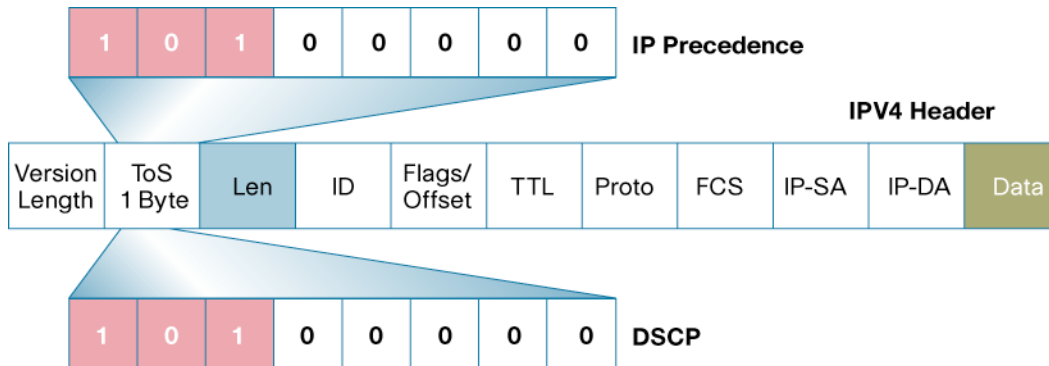 1 0 1 0 0 0 0 0 IP Precedence
IPV4 Header
Version Length ToS 1 Byte Len ID Flags/ Offset TTL Proto FCS IP-SA IP-DA Data
1 0 1 0 0 0 0 0 DSCP